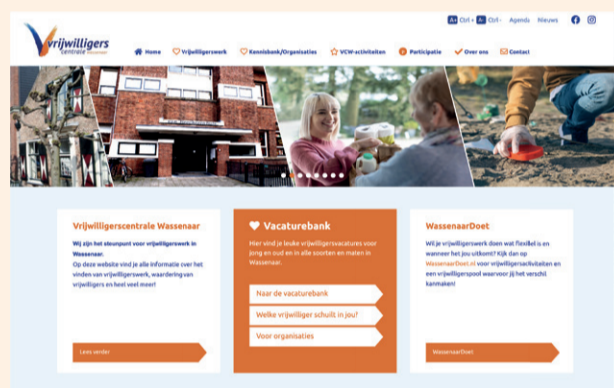 A+ Ctrl + A- Ctrl - Agenda Nieuws
Vrijwilligers
centrale wassenaar
Home Vrijwilligerswerk Kennisbank/Organisaties VCW-activiteiten Participatie Over ons Contact
Vrijwilligerscentrale Wassenaar
Wij zijn het steunpunt voor vrijwilligerswerk in
Wassenaar.
Op deze website vind je alle informatie over het
vinden van vrijwilligerswerk, waardering van
vrijwilligers en heel veel meer!
Lees verder
Vacaturebank
Hier vind je leuke vrijwilligersvacatures voor
jong en oud en in alle soorten en maten in
Wassenaar.
Naar de vacaturebank
Welke vrijwilliger schuilt in jou?
Voor organisaties
WassenaarDoet
Wil je vrijwilligerswerk doen wat flexibel is en
wanneer het jou uitkomt? Kijk dan op
WassenaarDoet.nl voor vrijwilligersactiviteiten en
een vrijwilligerspool waarvoor jij het verschil
kanmaken!
WassenaarDoet